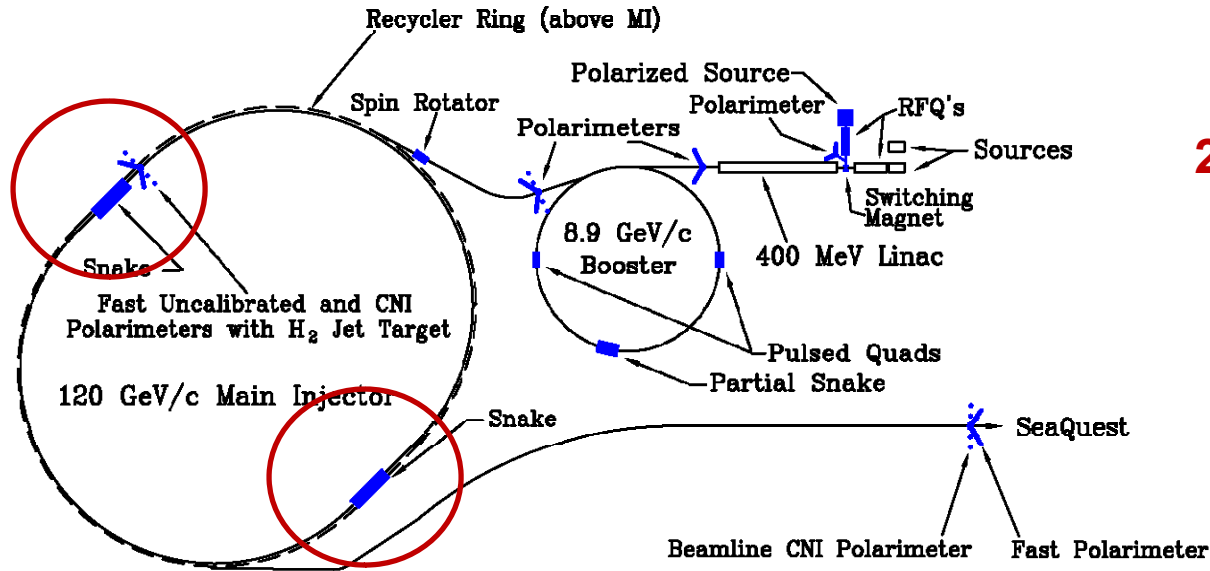 Recycler Ring (above MI)
Polarized Source
Spin Rotator
Polarimeter
RFQ's
Polarimeters
Sources
2
Switching
Magnet
8.9 GeV/c
Booster
400 MeV Linac
Snake
Fast Uncalibrated and CNI
Polarimeters with H₂ Jet Target
Pulsed Quads
Partial Snake
120 GeV/c Main Injector
Snake
SeaQuest
Beamline CNI Polarimeter
Fast Polarimeter